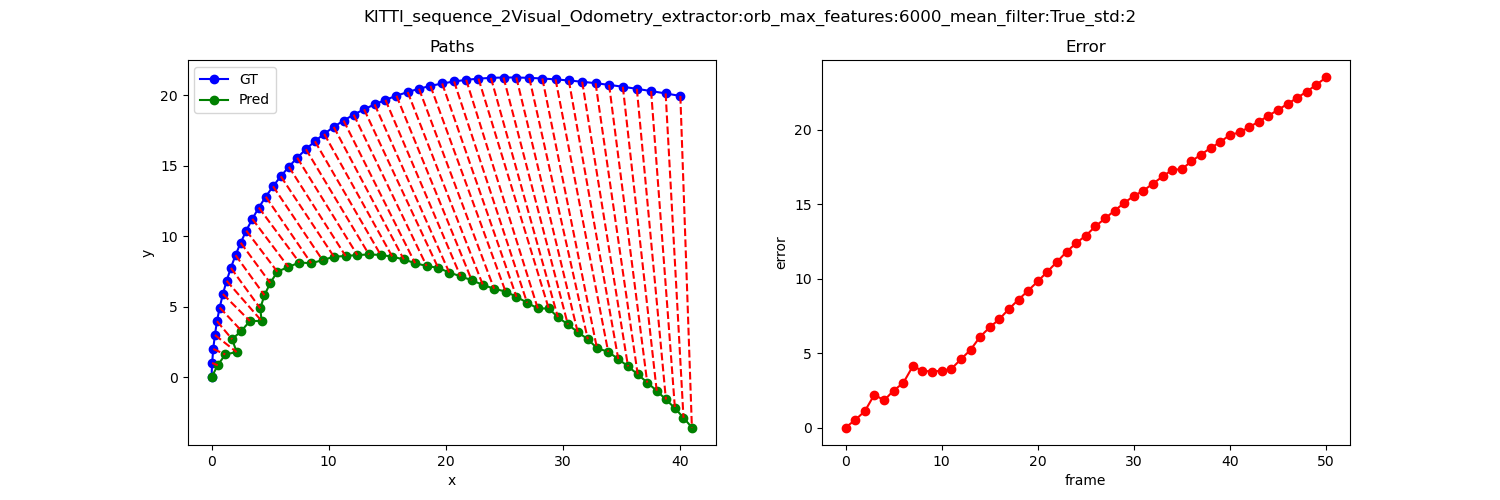 KITTI_sequence_2Visual_Odometry_extractor:orb_max_features:6000_mean_filter:True_std:2
Paths
GT
Pred
20
15
10
5
0
y
0
10
20
30
40
x
Error
20
15
10
5
0
error
0
10
20
30
40
50
frame